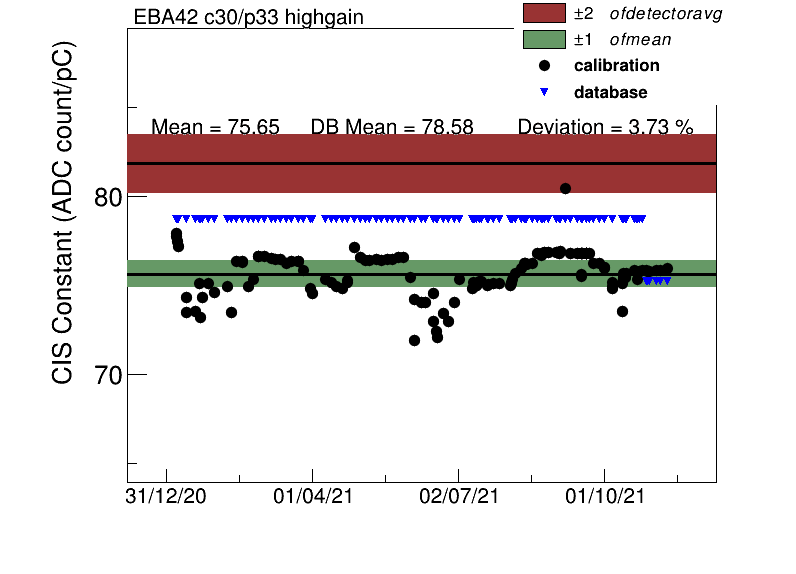 EBA42 c30/p33 highgain
±2 ofdetectoravg
±1 ofmean
calibration
database
Mean = 75.65 DB Mean = 78.58 Deviation = 3.73 %
CIS Constant (ADC count/pC)
80
70
31/12/20 01/04/21 02/07/21 01/10/21